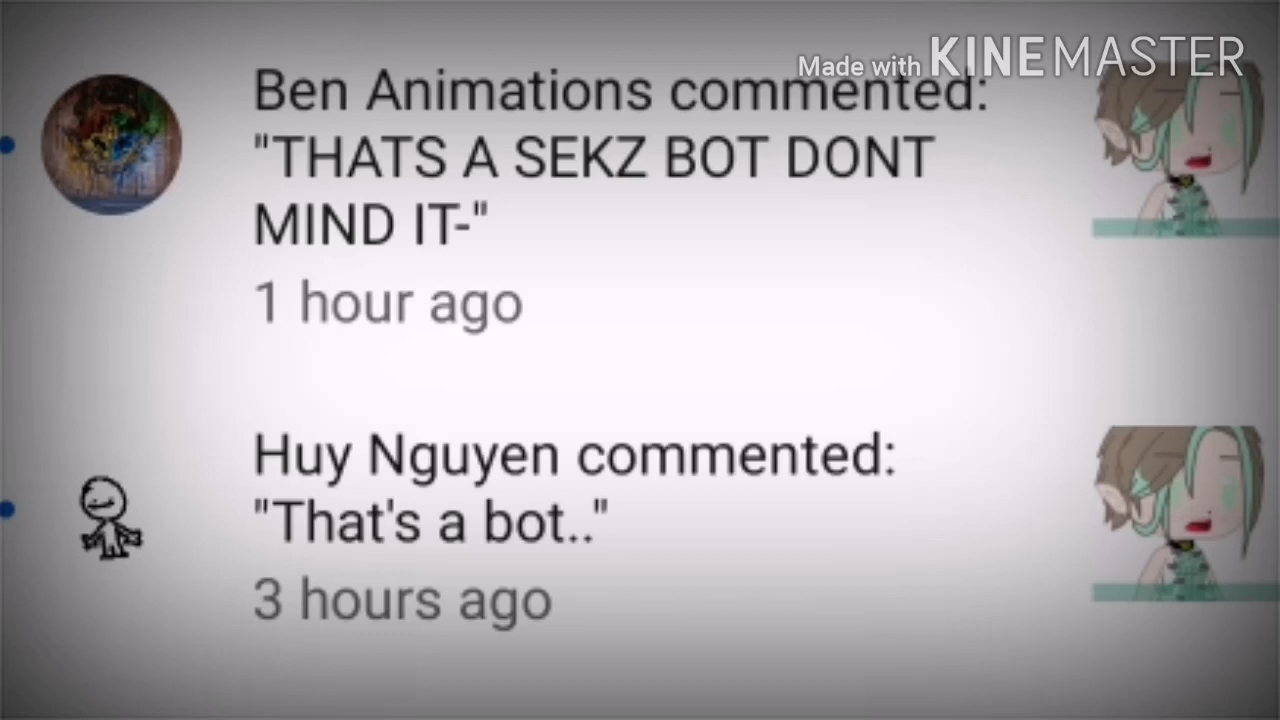 Made with KINEMASTER
Ben Animations commented:
"THATS A SEKZ BOT DONT
MIND IT-"
1 hour ago
Huy Nguyen commented:
"That's a bot.."
3 hours ago